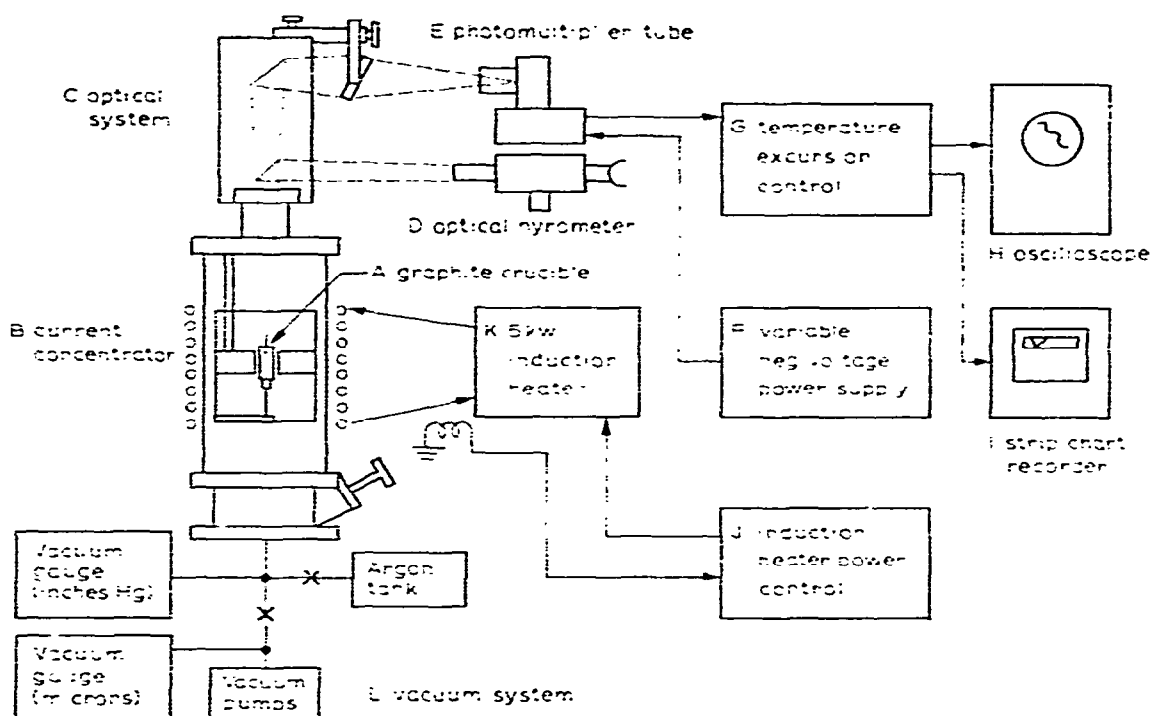 E photomultiplier tube
C optical
system
G temperature
excursion
control
D optical pyrometer
H oscilloscope
A graphite crucible
B current
concentrator
K 5kw
induction
heater
F variable
neg voltage
power supply
I strip chart
recorder
J induction
heater power
control
Vacuum
gauge
(inches Hg)
Argon
tank
Vacuum
gauge
(microns)
Vacuum
pumps
L vacuum system